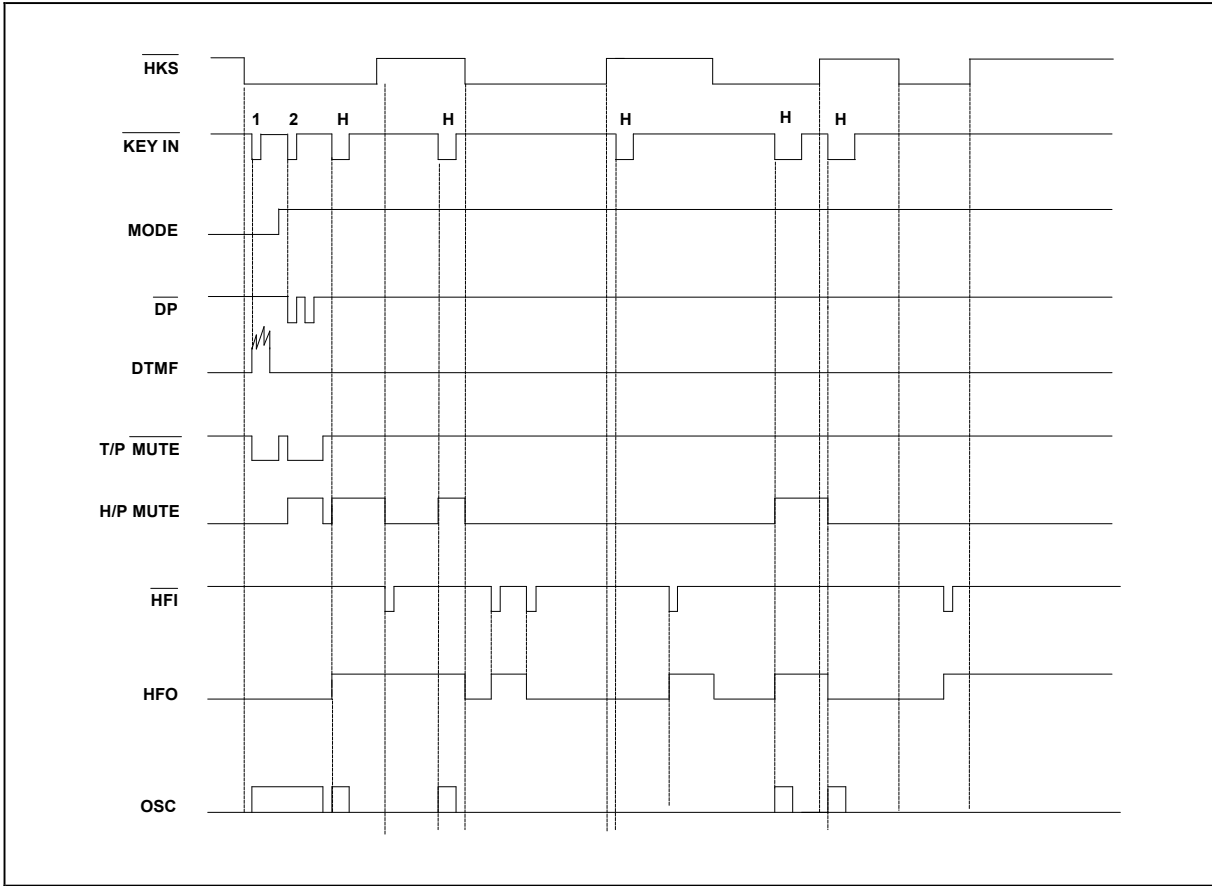 HKS
1 2 H H H H H
KEY IN
MODE
DP
DTMF
T/P MUTE
H/P MUTE
HFI
HFO
OSC